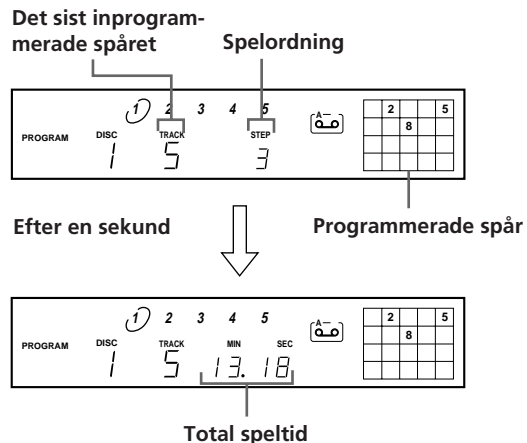 Det sist inprogram-
merade spåret
Spelordning
1 2 3 4 5
PROGRAM
DISC 1
TRACK 5
STEP 3
A
2 5
8
Efter en sekund
Programmerade spår
1 2 3 4 5
PROGRAM
DISC 1
TRACK 5
MIN SEC
13. 18
A
2 5
8
Total speltid